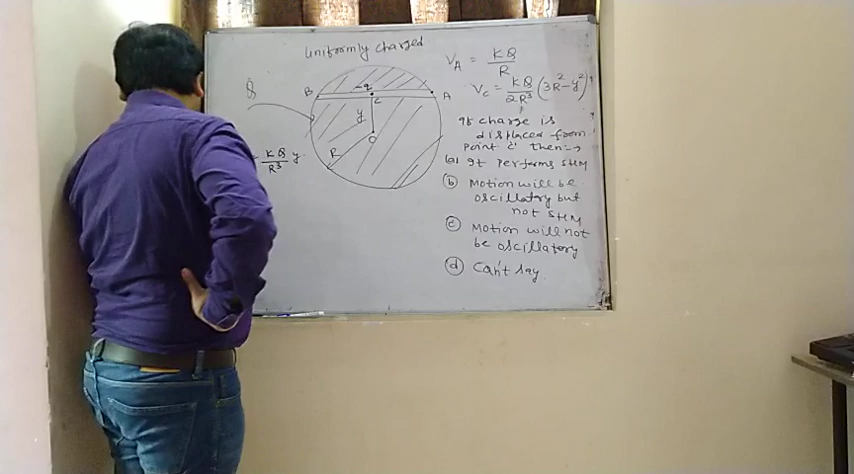 Uniformly charged
Q
B
-q
A
C
y
O
R
= KQ/R³ y
V_A = KQ/R
V_C = KQ/2R³ (3R²-y²)
If charge is
displaced from
point 'C' then:→
(a) It performs SHM
(b) Motion will be
oscillatory but
not SHM
(c) Motion will not
be oscillatory
(d) Can't say